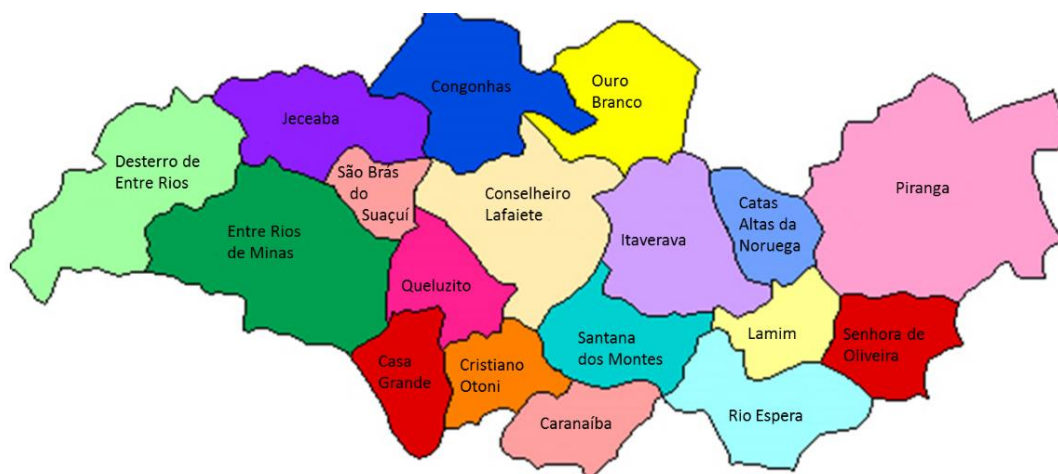 Congonhas
Ouro
Branco
Jeceaba
Desterro de
Entre Rios
São Brás
do
Suaçuí
Conselheiro
Lafaiete
Piranga
Catas
Altas da
Noruega
Itaverava
Entre Rios
de Minas
Queluzito
Lamim
Senhora de
Oliveira
Santana
dos Montes
Casa
Grande
Cristiano
Otoni
Caranaíba
Rio Espera